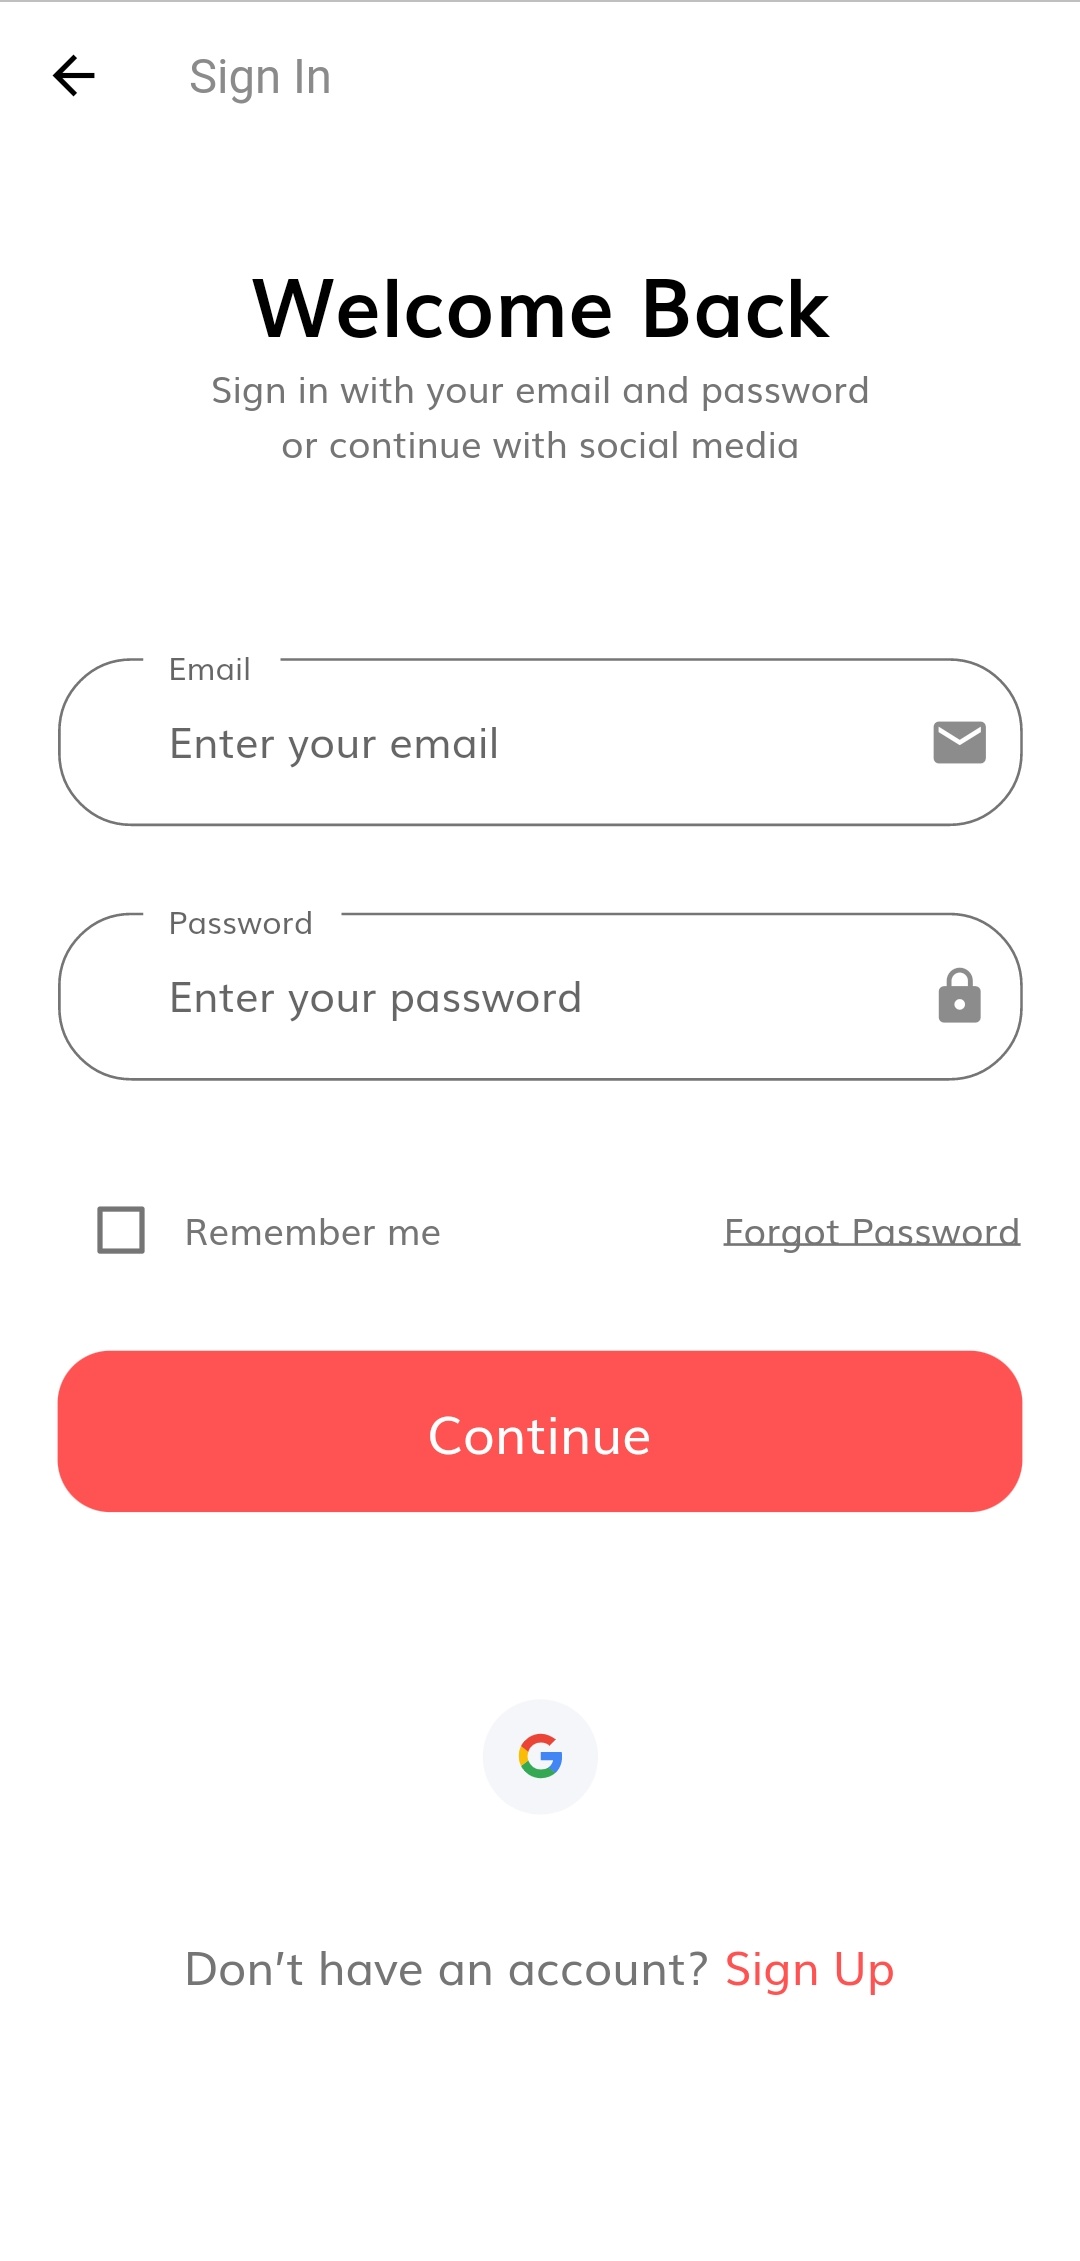 Sign In
Welcome Back
Sign in with your email and password
or continue with social media
Email
Enter your email
Password
Enter your password
Remember me
Forgot Password
Continue
Don't have an account? Sign Up